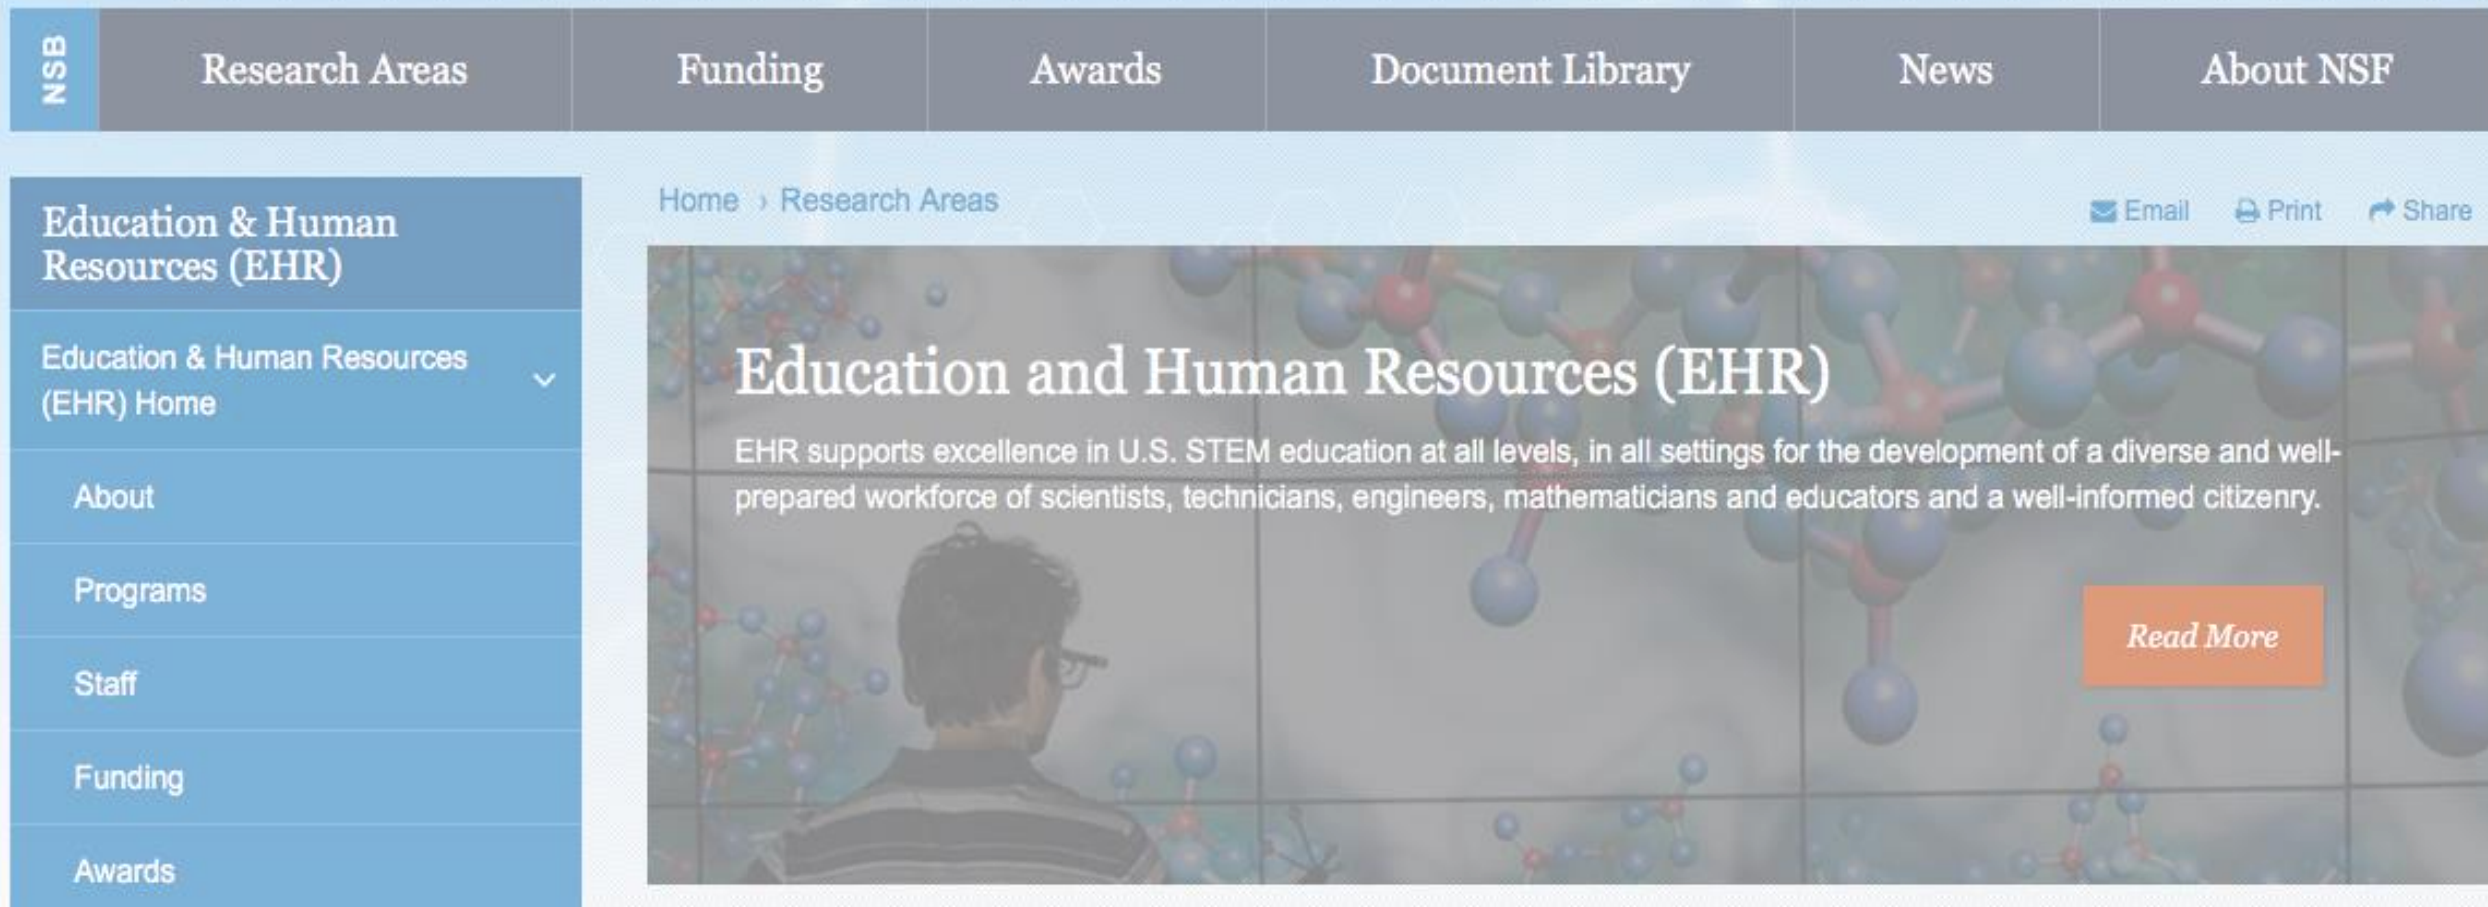 NSB
Research Areas
Funding
Awards
Document Library
News
About NSF
Education & Human
Resources (EHR)
Education & Human Resources
(EHR) Home
About
Programs
Staff
Funding
Awards
Home › Research Areas
Email
Print
Share
Education and Human Resources (EHR)
EHR supports excellence in U.S. STEM education at all levels, in all settings for the development of a diverse and well-
prepared workforce of scientists, technicians, engineers, mathematicians and educators and a well-informed citizenry.
Read More